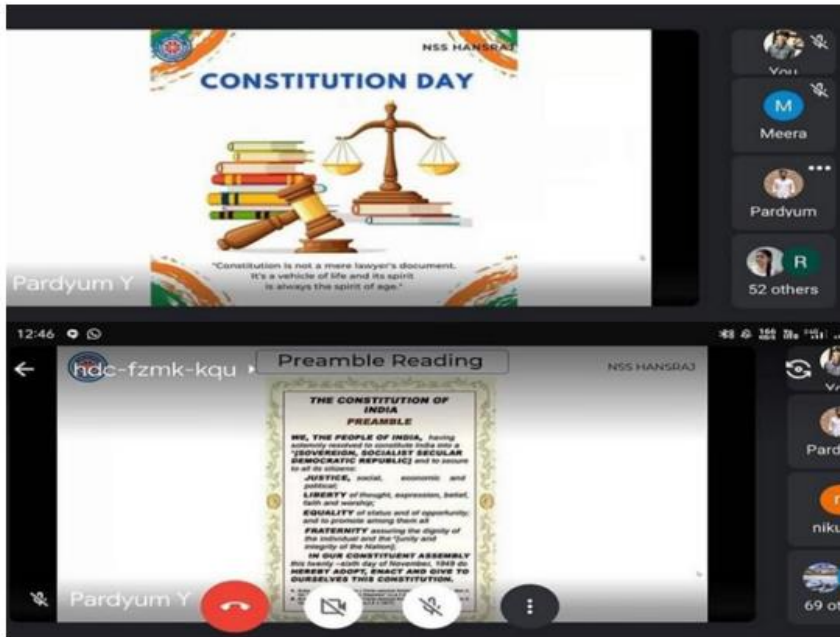 NSS HANSRAJ
CONSTITUTION DAY
"Constitution is not a mere lawyer's document.
It's a vehicle of life and its spirit
is always the spirit of age."
Pardyum Y
You
M
Meera
Pardyum
R
52 others
12:46
hdc-fzmk-kqu
Preamble Reading
NSS HANSRAJ
THE CONSTITUTION OF
INDIA
PREAMBLE
WE, THE PEOPLE OF INDIA, having
solemnly resolved to constitute India into a
[SOVEREIGN, SOCIALIST SECULAR
DEMOCRATIC REPUBLIC] and to secure
to all its citizens:
JUSTICE, social, economic and
political;
LIBERTY of thought, expression, belief,
faith and worship;
EQUALITY of status and of opportunity;
and to promote among them all
FRATERNITY assuring the dignity of
the individual and the [unity and
integrity of the Nation];
IN OUR CONSTITUENT ASSEMBLY
this twenty-sixth day of November, 1949 do
HEREBY ADOPT, ENACT AND GIVE TO
OURSELVES THIS CONSTITUTION.
Pardyum Y
Pard
niku
69 ot